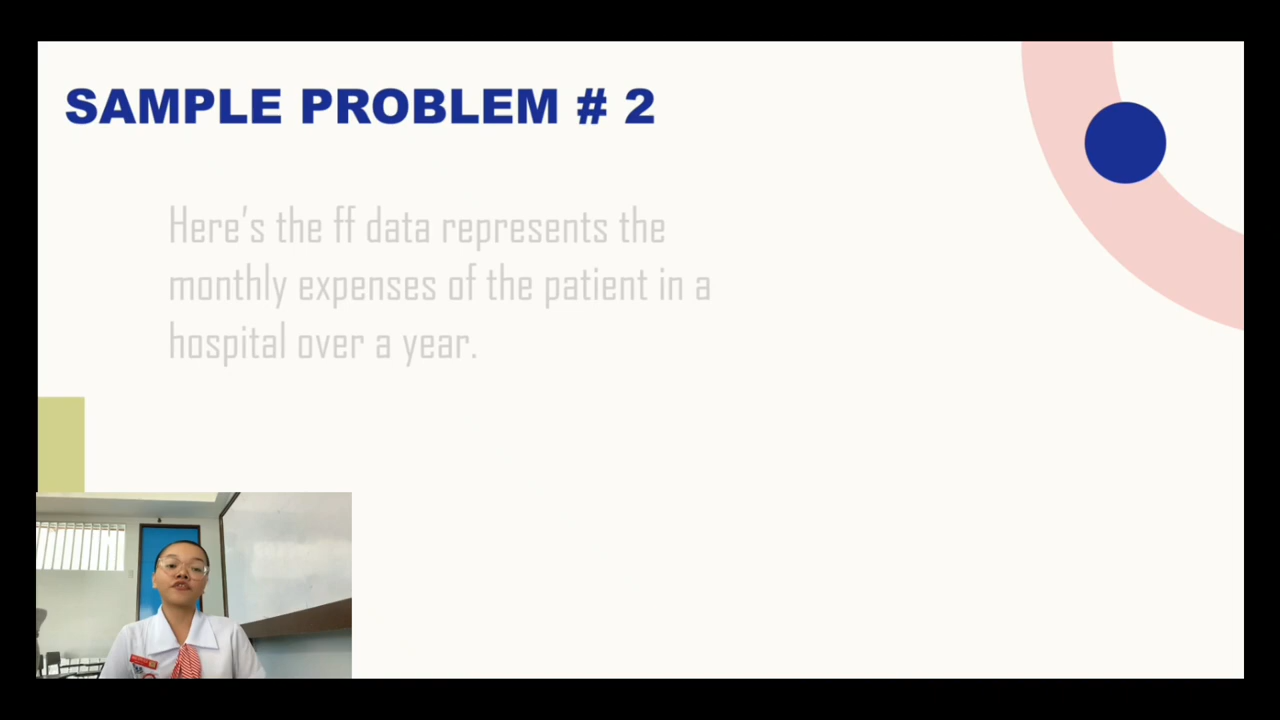 SAMPLE PROBLEM # 2
Here's the ff data represents the
monthly expenses of the patient in a
hospital over a year.